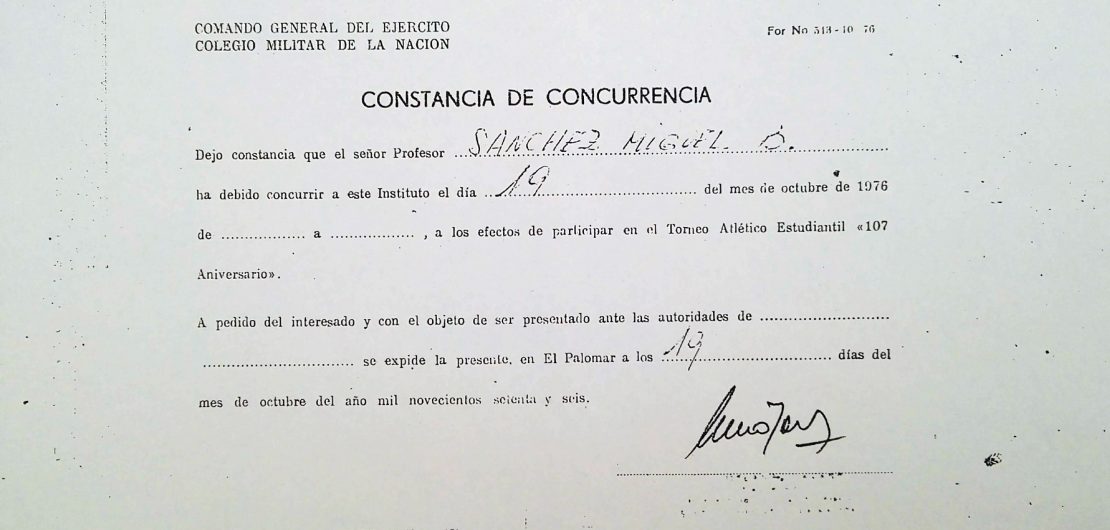 COMANDO GENERAL DEL EJERCITO
COLEGIO MILITAR DE LA NACION
For No 313-10 76
CONSTANCIA DE CONCURRENCIA
Dejo constancia que el señor Profesor SANCHEZ MIGUEL
ha debido concurrir a este Instituto el día 19 del mes de octubre de 1976
de ................. a ................. , a los efectos de participar en el Torneo Atlético Estudiantil «107
Aniversario».
A pedido del interesado y con el objeto de ser presentado ante las autoridades de ..........................
............................... se expide la presente, en El Palomar a los 19 días del
mes de octubre del año mil novecientos setenta y seis.